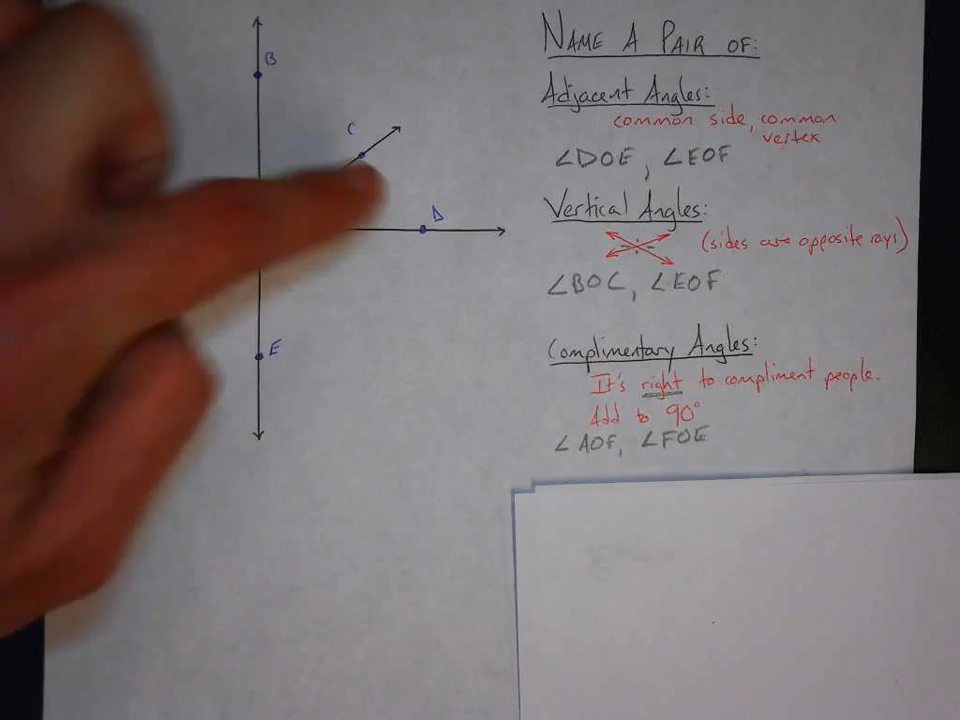 NAME A PAIR OF:
Adjacent Angles:
common side, common
vertex
∠DOE, ∠EOF
Vertical Angles:
(sides are opposite rays)
∠BOC, ∠EOF
Complimentary Angles:
It's right to compliment people.
Add to 90°
∠AOF, ∠FOE
B
C
D
E